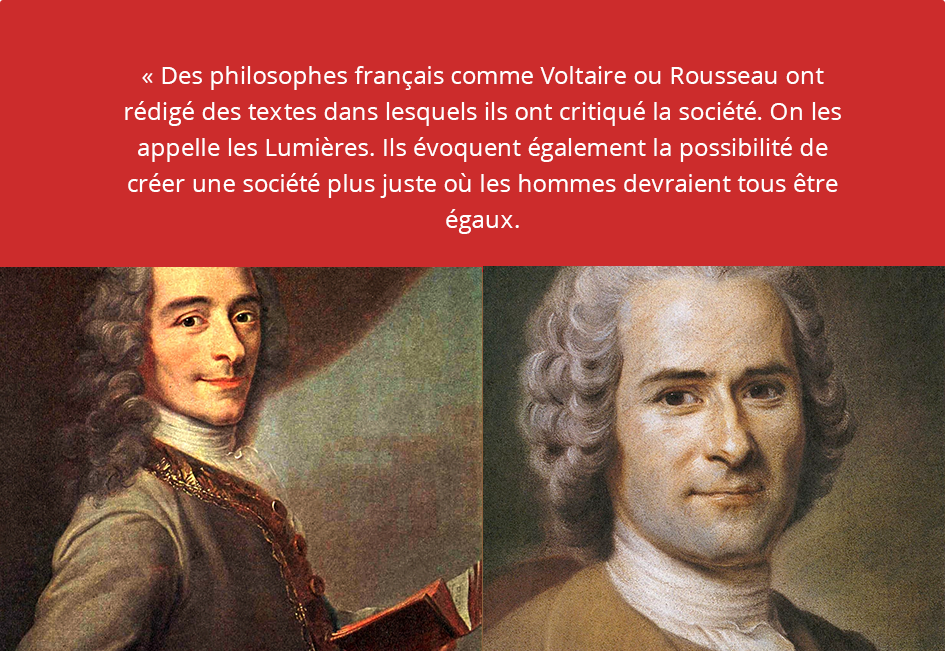 « Des philosophes français comme Voltaire ou Rousseau ont
rédigé des textes dans lesquels ils ont critiqué la société. On les
appelle les Lumières. Ils évoquent également la possibilité de
créer une société plus juste où les hommes devraient tous être
égaux.